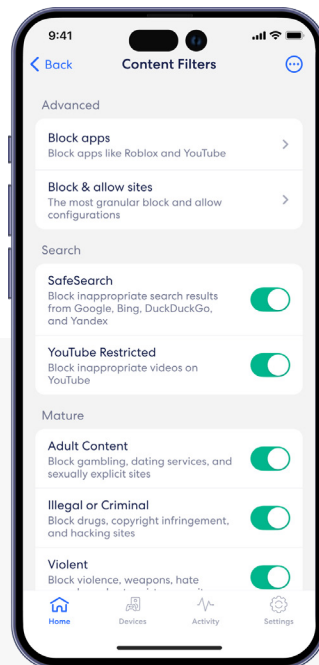 9:41
Back
Content Filters
Advanced
Block apps
Block apps like Roblox and YouTube
Block & allow sites
The most granular block and allow
configurations
Search
SafeSearch
Block inappropriate search results
from Google, Bing, DuckDuckGo,
and Yandex
YouTube Restricted
Block inappropriate videos on
YouTube
Mature
Adult Content
Block gambling, dating services, and
sexually explicit sites
Illegal or Criminal
Block drugs, copyright infringement,
and hacking sites
Violent
Block violence, weapons, hate
Home
Devices
Activity
Settings